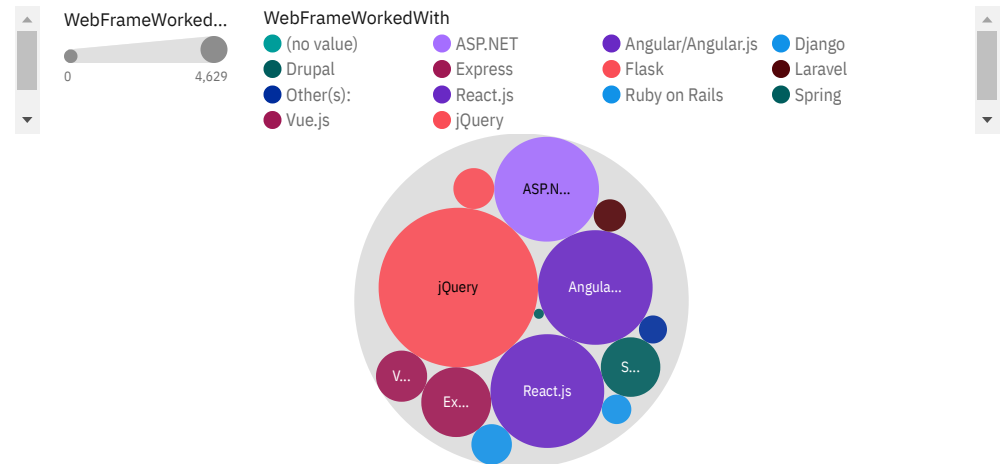 WebFrameWorked...
0 4,629
WebFrameWorkedWith
(no value) ASP.NET Angular/Angular.js Django
Drupal Express Flask Laravel
Other(s): React.js Ruby on Rails Spring
Vue.js jQuery
ASP.N...
jQuery
Angula...
S...
V...
React.js
Ex...